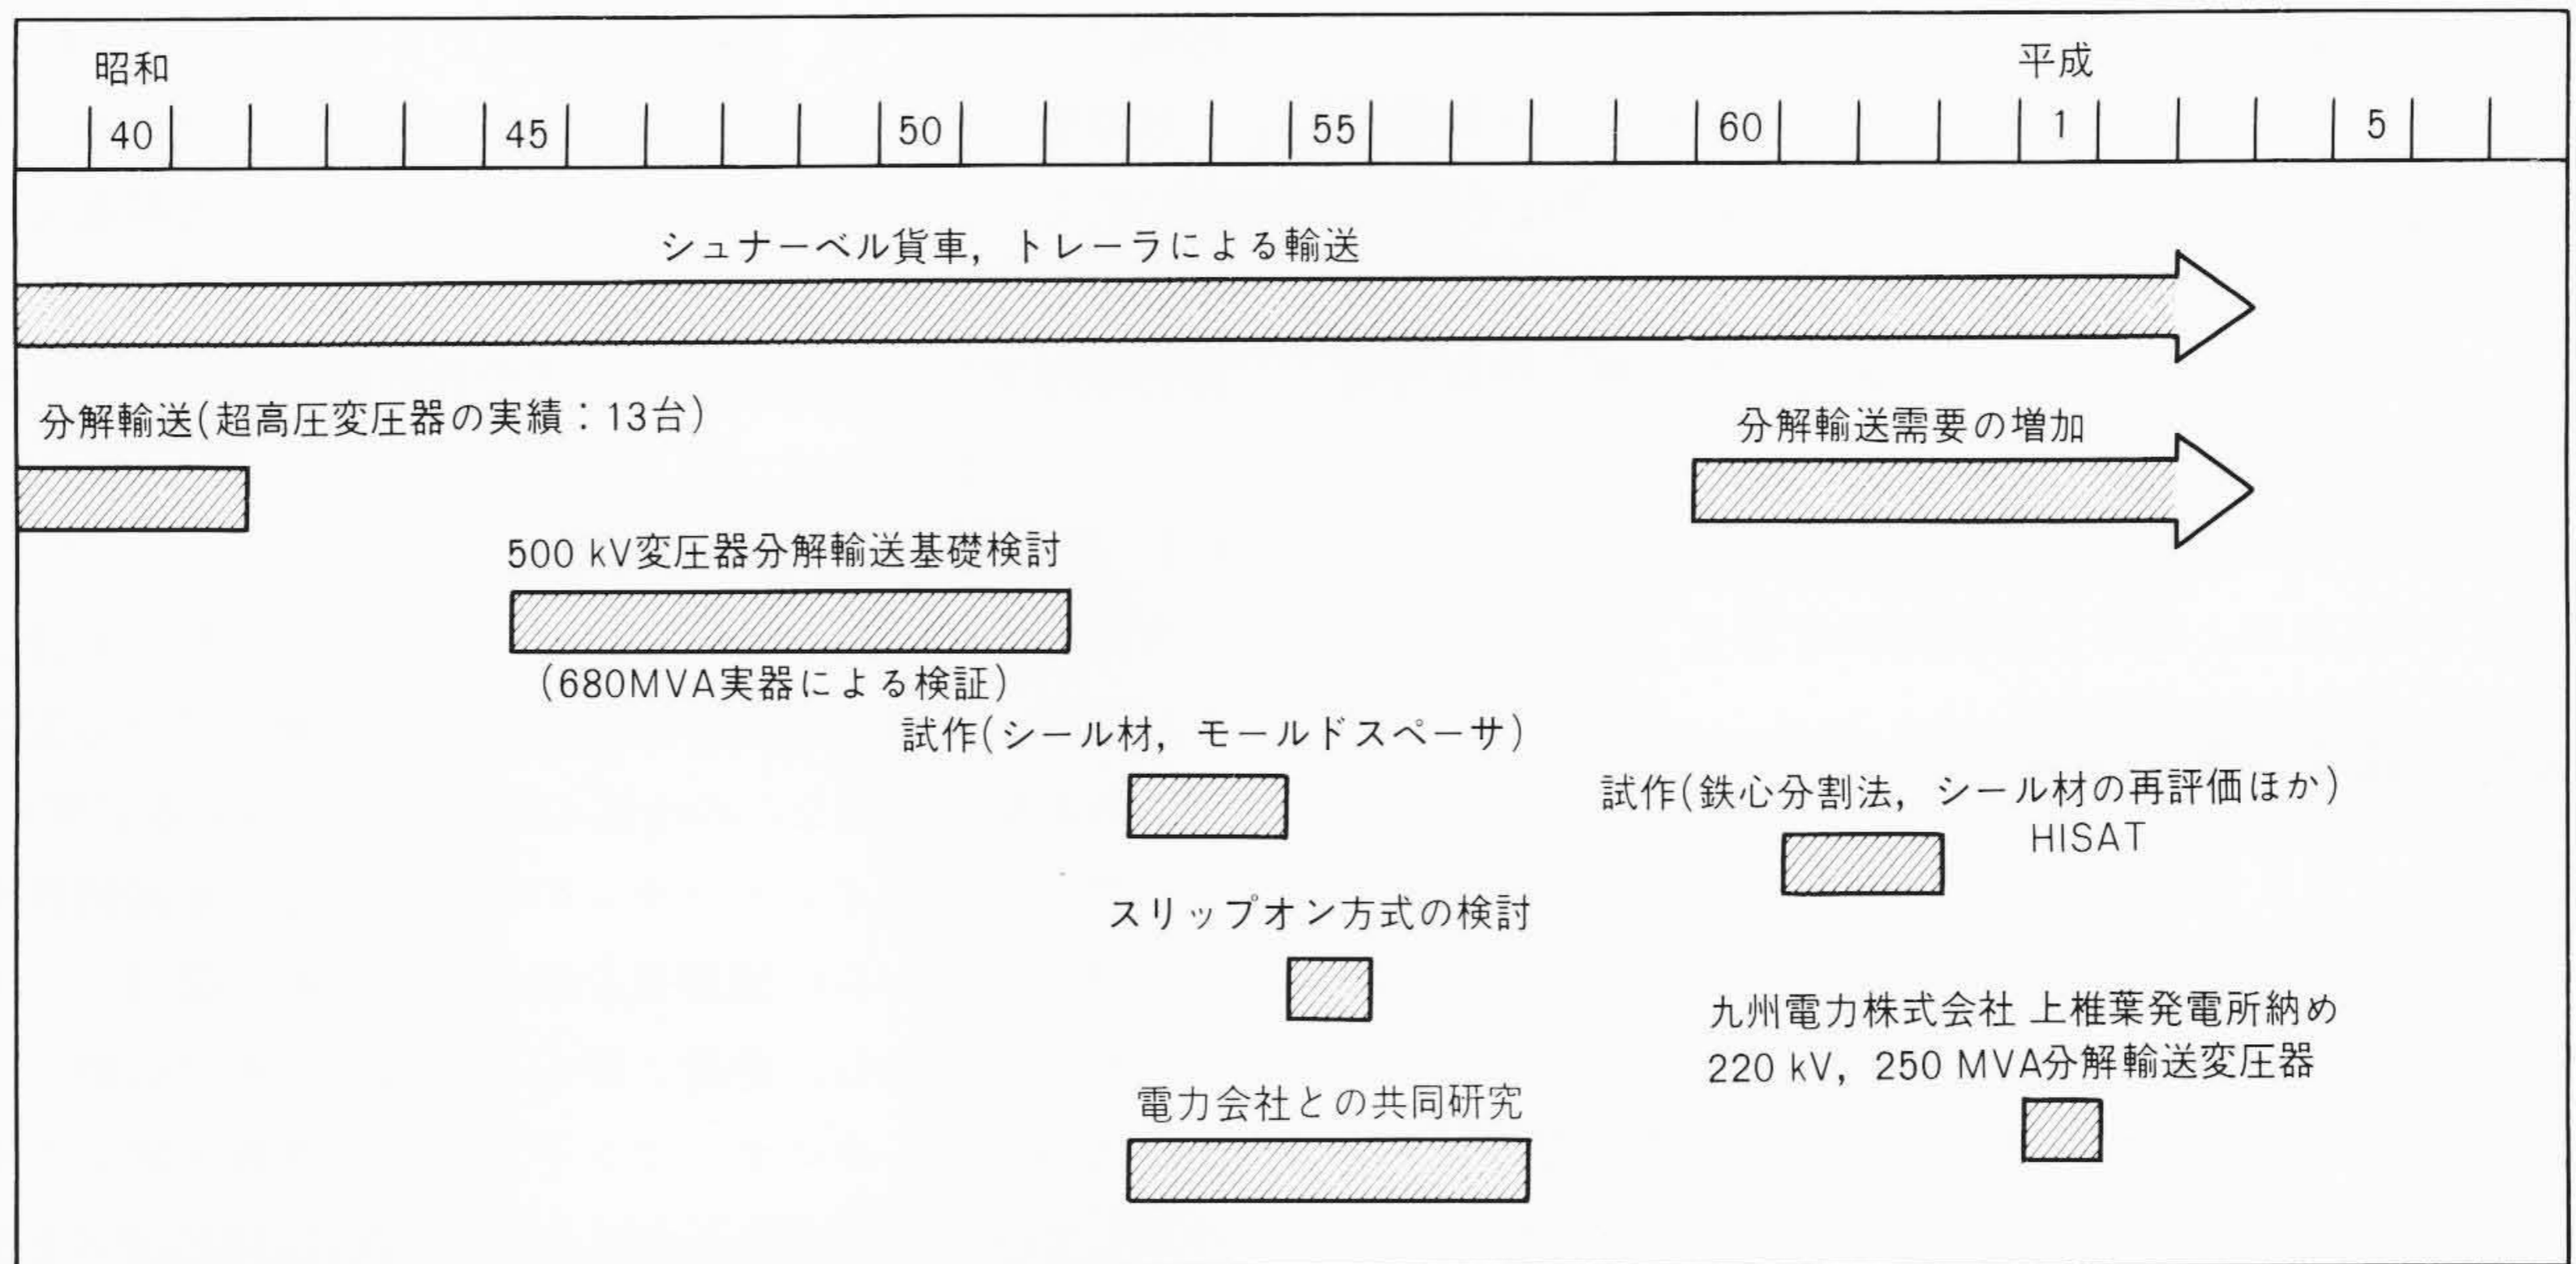 昭和
平成
40
45
50
55
60
1
5
シュナーベル貨車，トレーラによる輸送
分解輸送(超高圧変圧器の実績：13台)
分解輸送需要の増加
500 kV変圧器分解輸送基礎検討
(680MVA実器による検証)
試作(シール材，モールドスペーサ)
試作(鉄心分割法，シール材の再評価ほか)
HISAT
スリップオン方式の検討
九州電力株式会社 上椎葉発電所納め
220 kV，250 MVA分解輸送変圧器
電力会社との共同研究